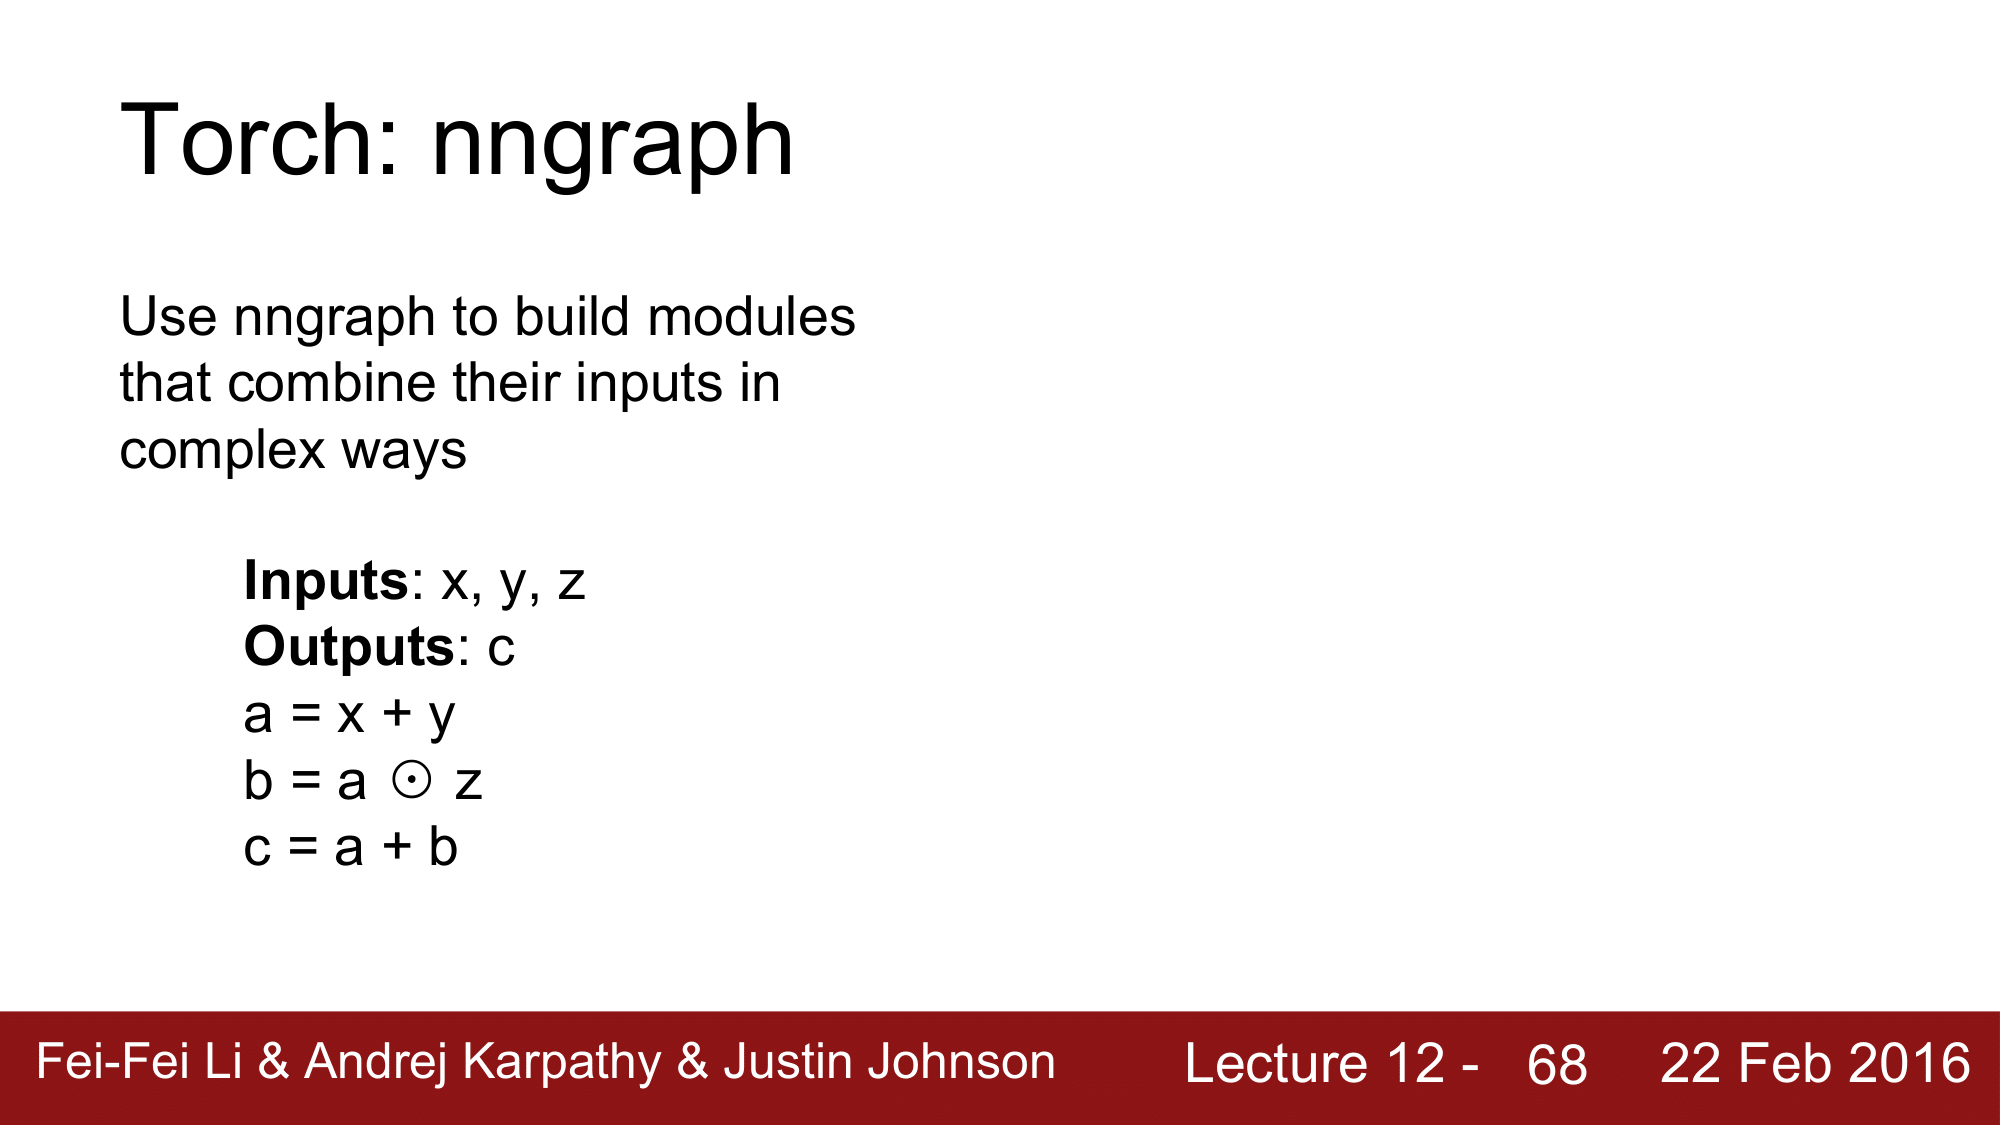 Torch: nngraph
Use nngraph to build modules
that combine their inputs in
complex ways
Inputs: x, y, z
Outputs: c
a = x + y
b = a ⊙ z
c = a + b
Fei-Fei Li & Andrej Karpathy & Justin Johnson
Lecture 12 - 68 22 Feb 2016